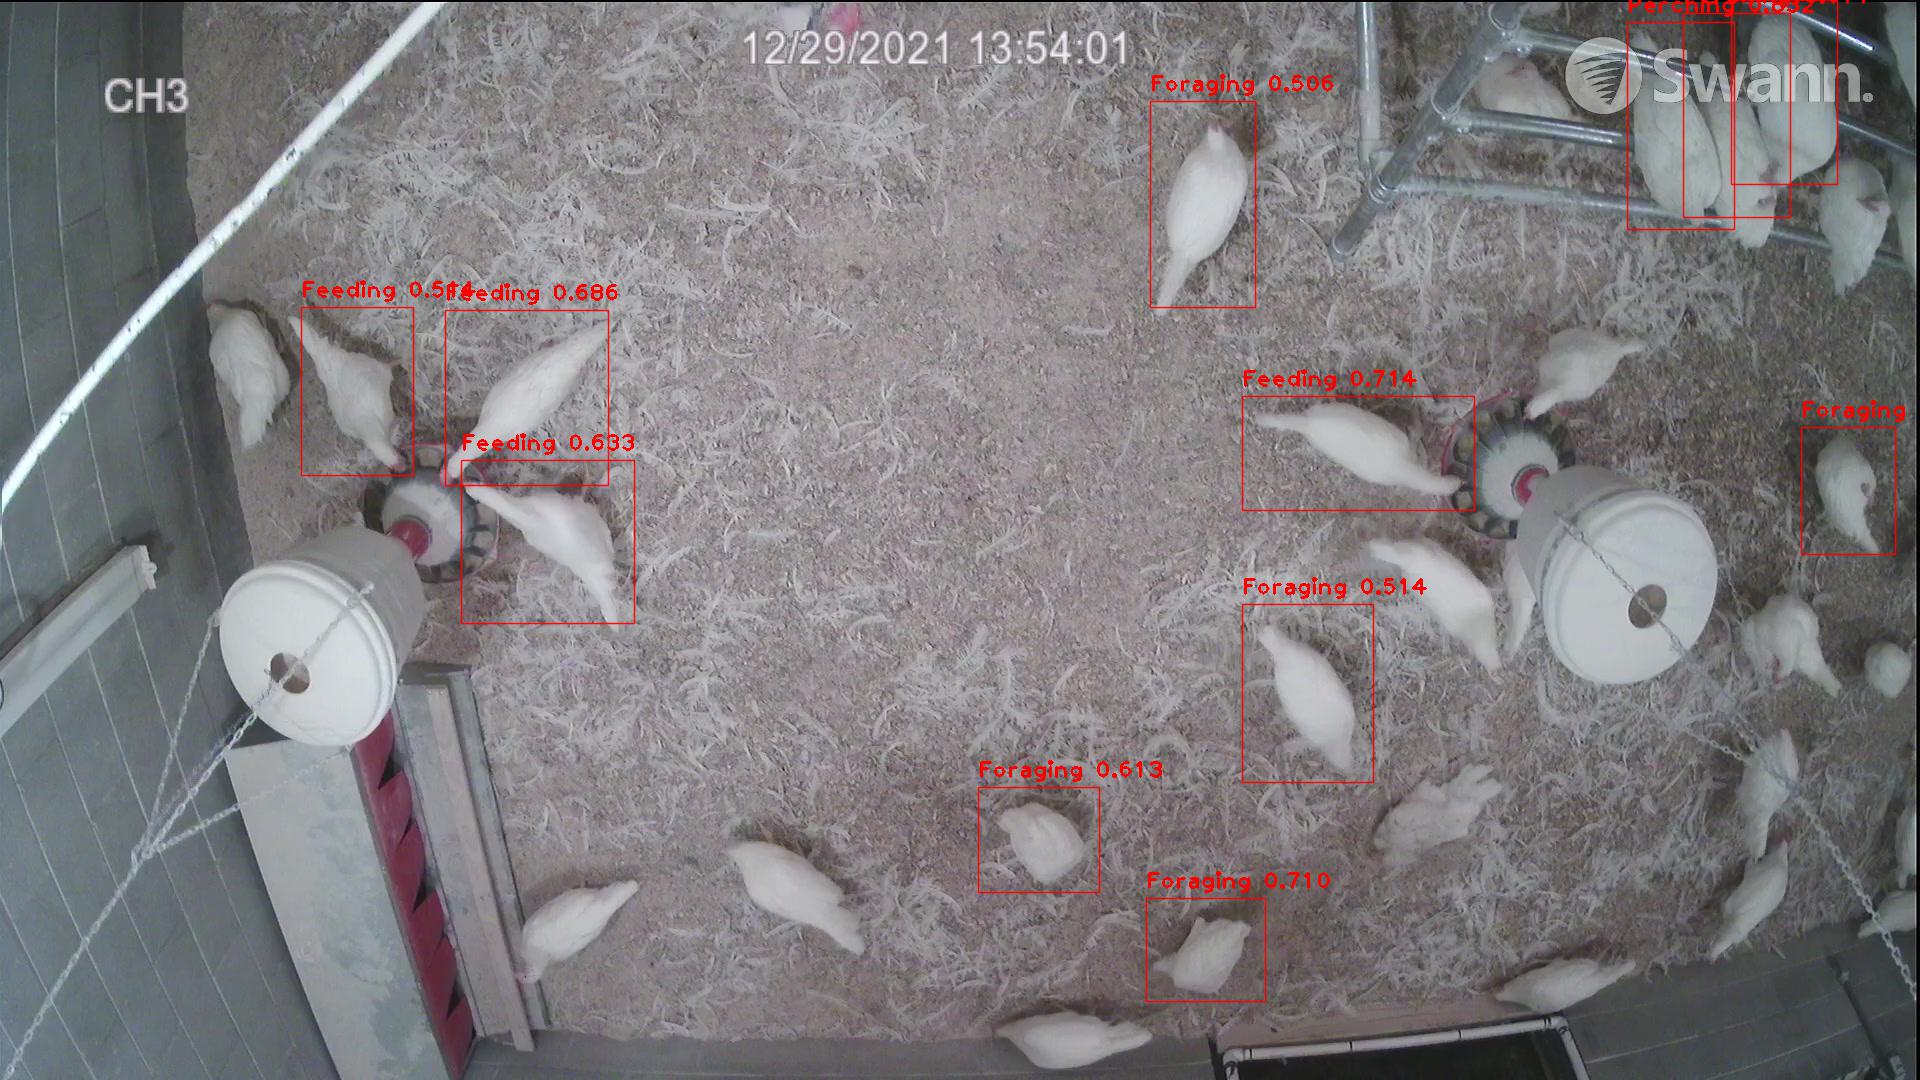 12/29/2021 13:54:01
CH3
Swann.
Foraging 0.506
Feeding
Feeding 0.686
Feeding 0.714
Foraging
Feeding 0.633
Foraging 0.514
Foraging 0.613
Foraging 0.710